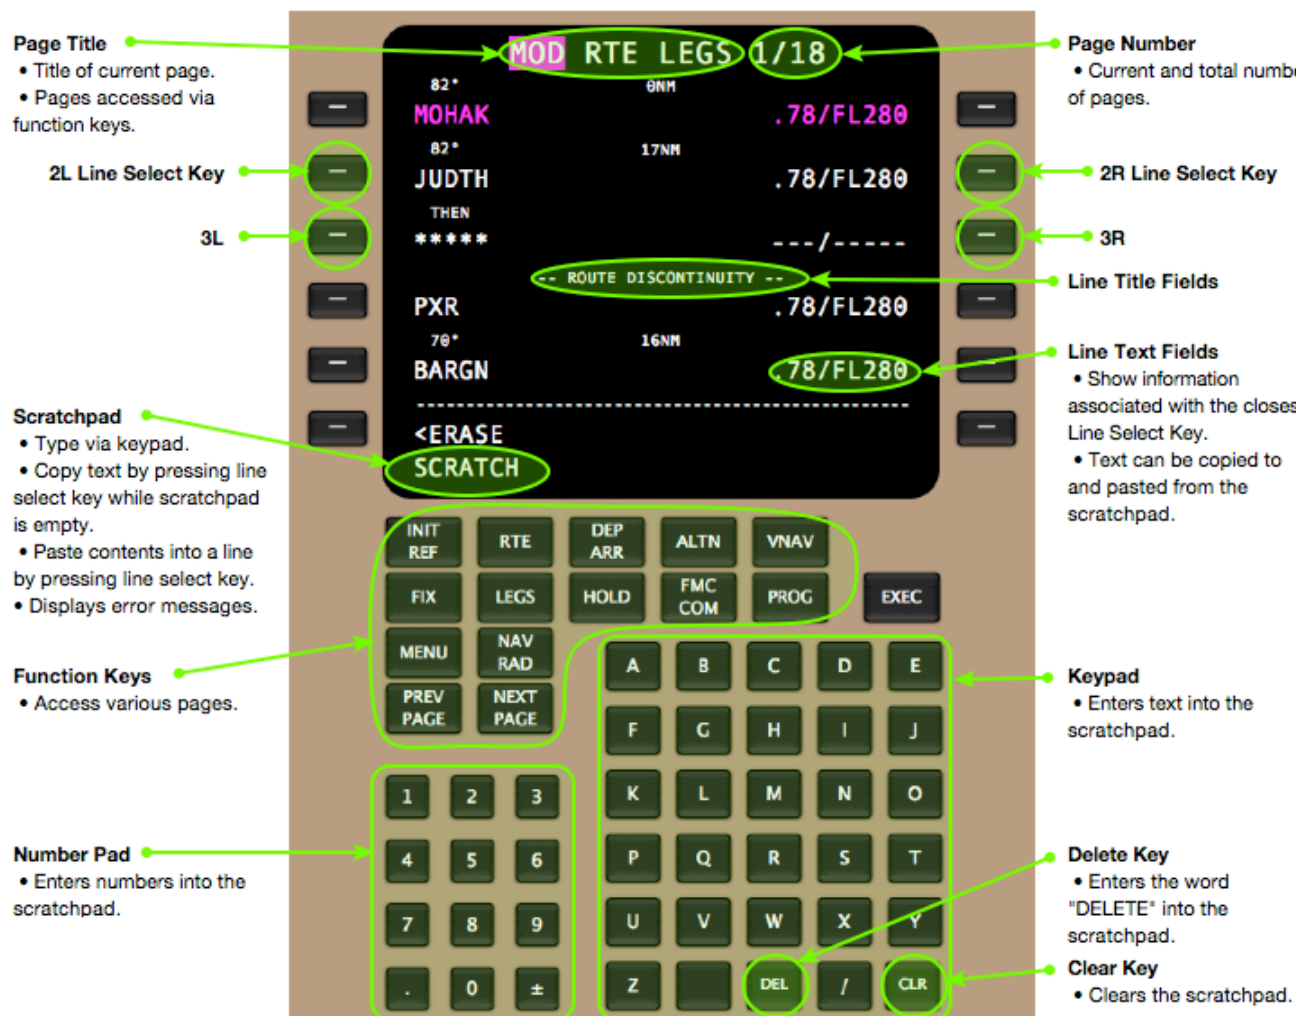 Page Title
• Title of current page.
• Pages accessed via
function keys.
2L Line Select Key
3L
Scratchpad
• Type via keypad.
• Copy text by pressing line
select key while scratchpad
is empty.
• Paste contents into a line
by pressing line select key.
• Displays error messages.
Function Keys
• Access various pages.
Number Pad
• Enters numbers into the
scratchpad.
MOD RTE LEGS 1/18
82° 0NM
MOHAK .78/FL280
82° 17NM
JUDTH .78/FL280
THEN
***** ---/-----
-- ROUTE DISCONTINUITY --
PXR .78/FL280
70° 16NM
BARGN .78/FL280
--------------------------------------------------
<ERASE
SCRATCH
INIT REF RTE DEP ARR ALTN VNAV
FIX LEGS HOLD FMC COM PROG EXEC
MENU NAV RAD
PREV PAGE NEXT PAGE
A B C D E
F G H I J
K L M N O
P Q R S T
U V W X Y
Z DEL / CLR
1 2 3
4 5 6
7 8 9
. 0 ±
Page Number
• Current and total numbe
of pages.
2R Line Select Key
3R
Line Title Fields
Line Text Fields
• Show information
associated with the closes
Line Select Key.
• Text can be copied to
and pasted from the
scratchpad.
Keypad
• Enters text into the
scratchpad.
Delete Key
• Enters the word
"DELETE" into the
scratchpad.
Clear Key
• Clears the scratchpad.